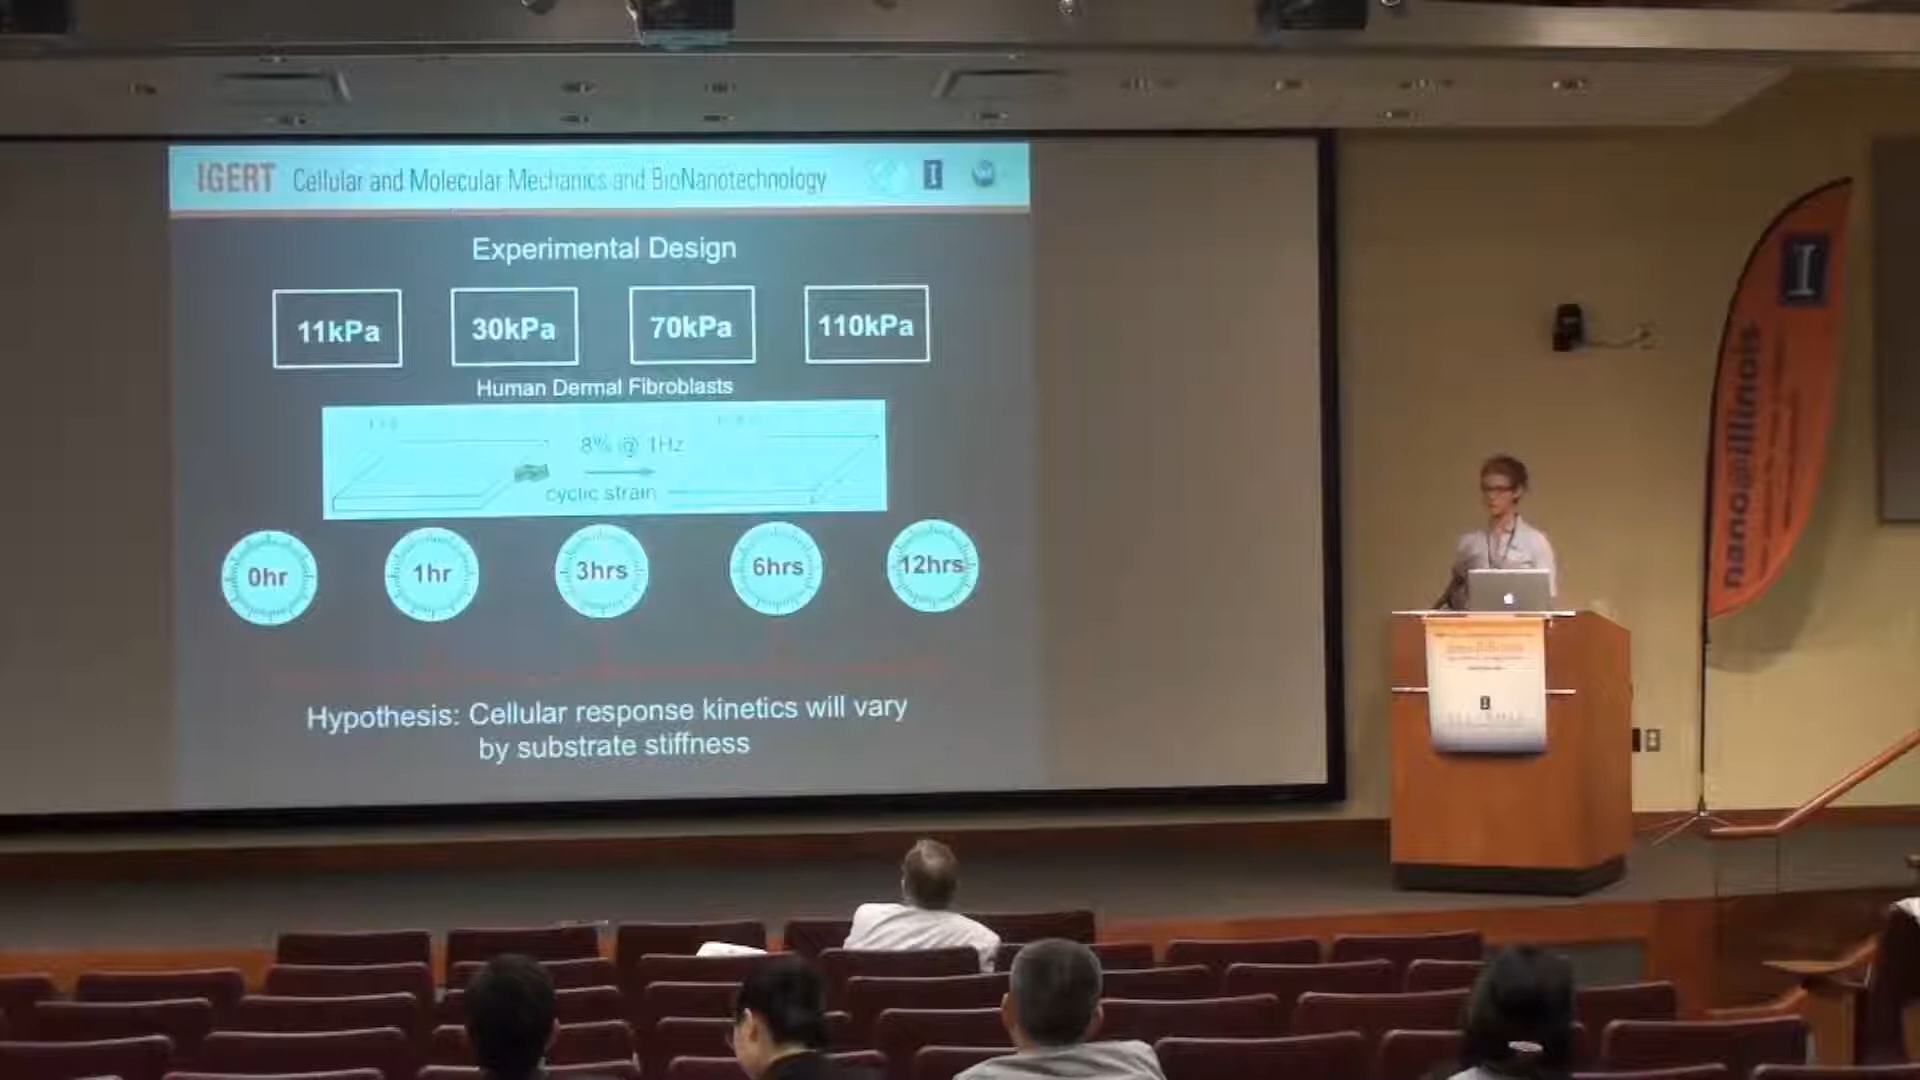 IGERT Cellular and Molecular Mechanics and BioNanotechnology
I
Experimental Design
11kPa 30kPa 70kPa 110kPa
Human Dermal Fibroblasts
8% @ 1Hz
cyclic strain
0hr 1hr 3hrs 6hrs 12hrs
Hypothesis: Cellular response kinetics will vary
by substrate stiffness
I
nano@illinois
I